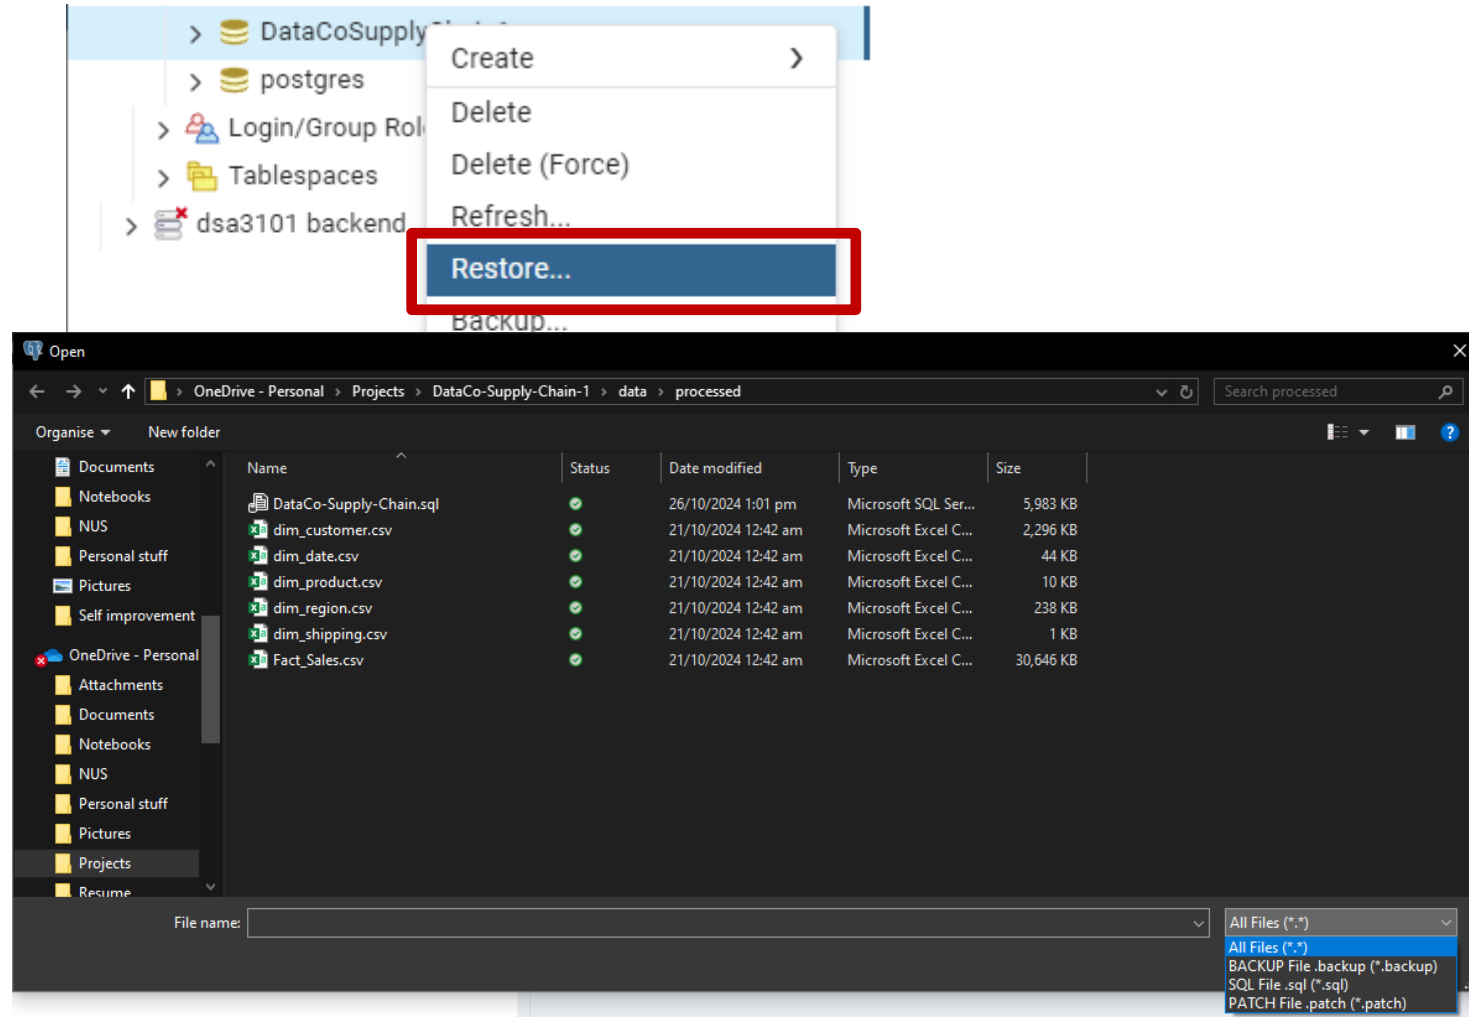 DataCoSupply
Create
postgres
Delete
Login/Group Rol
Delete (Force)
Tablespaces
Refresh...
dsa3101 backend
Restore...
Backup...
Open
OneDrive - Personal > Projects > DataCo-Supply-Chain-1 > data > processed
Search processed
Organise
New folder
Documents
Notebooks
NUS
Personal stuff
Pictures
Self improvement
OneDrive - Personal
Attachments
Documents
Notebooks
NUS
Personal stuff
Pictures
Projects
Resume
Name Status Date modified Type Size
DataCo-Supply-Chain.sql 26/10/2024 1:01 pm Microsoft SQL Ser... 5,983 KB
dim_customer.csv 21/10/2024 12:42 am Microsoft Excel C... 2,296 KB
dim_date.csv 21/10/2024 12:42 am Microsoft Excel C... 44 KB
dim_product.csv 21/10/2024 12:42 am Microsoft Excel C... 10 KB
dim_region.csv 21/10/2024 12:42 am Microsoft Excel C... 238 KB
dim_shipping.csv 21/10/2024 12:42 am Microsoft Excel C... 1 KB
Fact_Sales.csv 21/10/2024 12:42 am Microsoft Excel C... 30,646 KB
File name:
All Files (*.*)
All Files (*.*)
BACKUP File .backup (*.backup)
SQL File .sql (*.sql)
PATCH File .patch (*.patch)